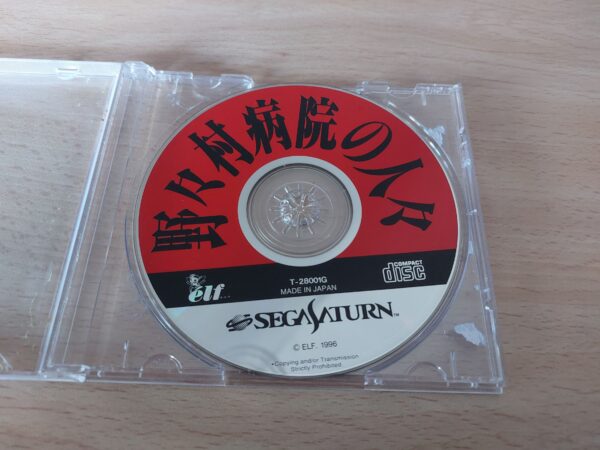 野々村病院の人々
elf
T-28001G
MADE IN JAPAN
COMPACT
disc
SEGA SATURN™
© ELF. 1996
•Copying and/or Transmission
Strictly Prohibited